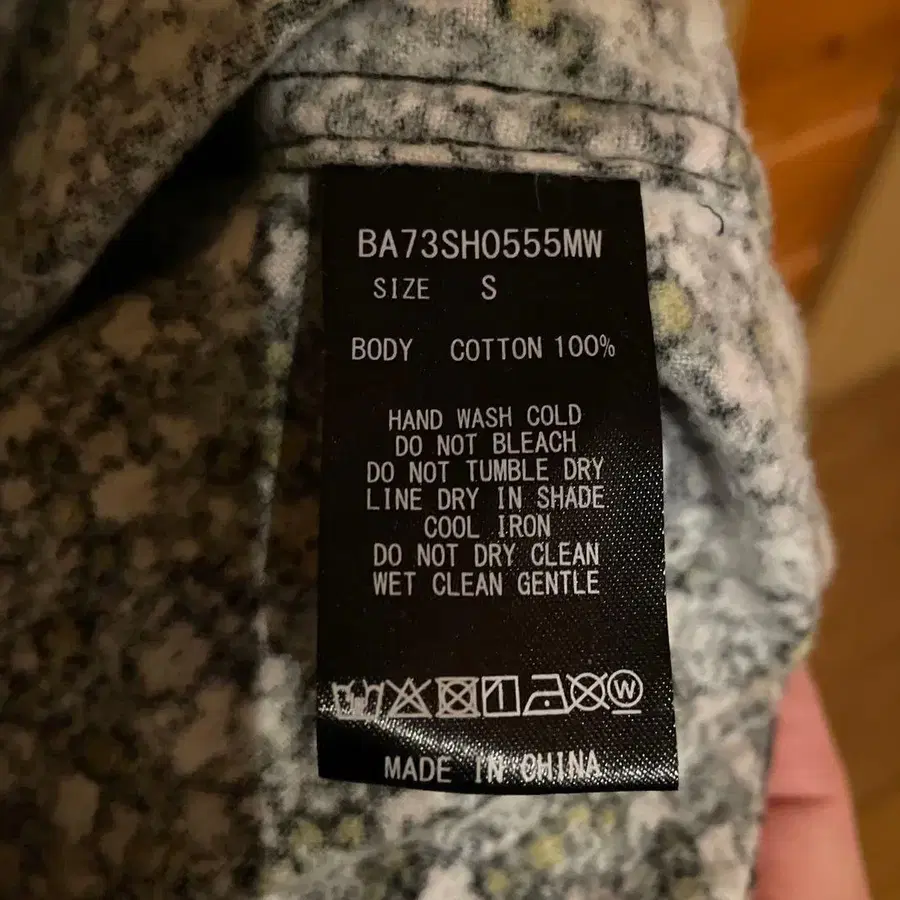 BA73SH0555MW
SIZE S
BODY COTTON 100%
HAND WASH COLD
DO NOT BLEACH
DO NOT TUMBLE DRY
LINE DRY IN SHADE
COOL IRON
DO NOT DRY CLEAN
WET CLEAN GENTLE
W
MADE IN CHINA